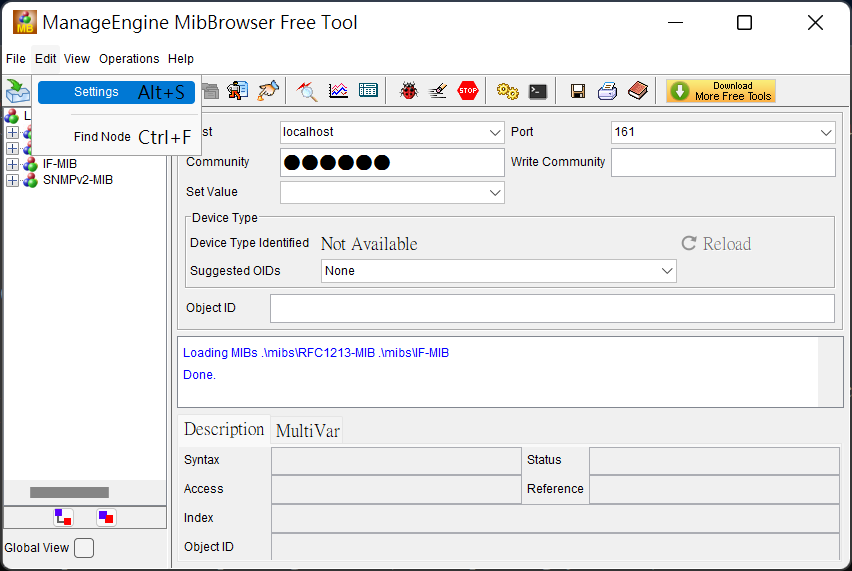 ManageEngine MibBrowser Free Tool
File Edit View Operations Help
Settings Alt+S
Find Node Ctrl+F
Download
More Free Tools
IF-MIB
SNMPv2-MIB
Global View
localhost
Port 161
Community ●●●●●●
Write Community
Set Value
Device Type
Device Type Identified Not Available
Reload
Suggested OIDs None
Object ID
Loading MIBs .\mibs\RFC1213-MIB .\mibs\IF-MIB
Done.
Description MultiVar
Syntax Status
Access Reference
Index
Object ID